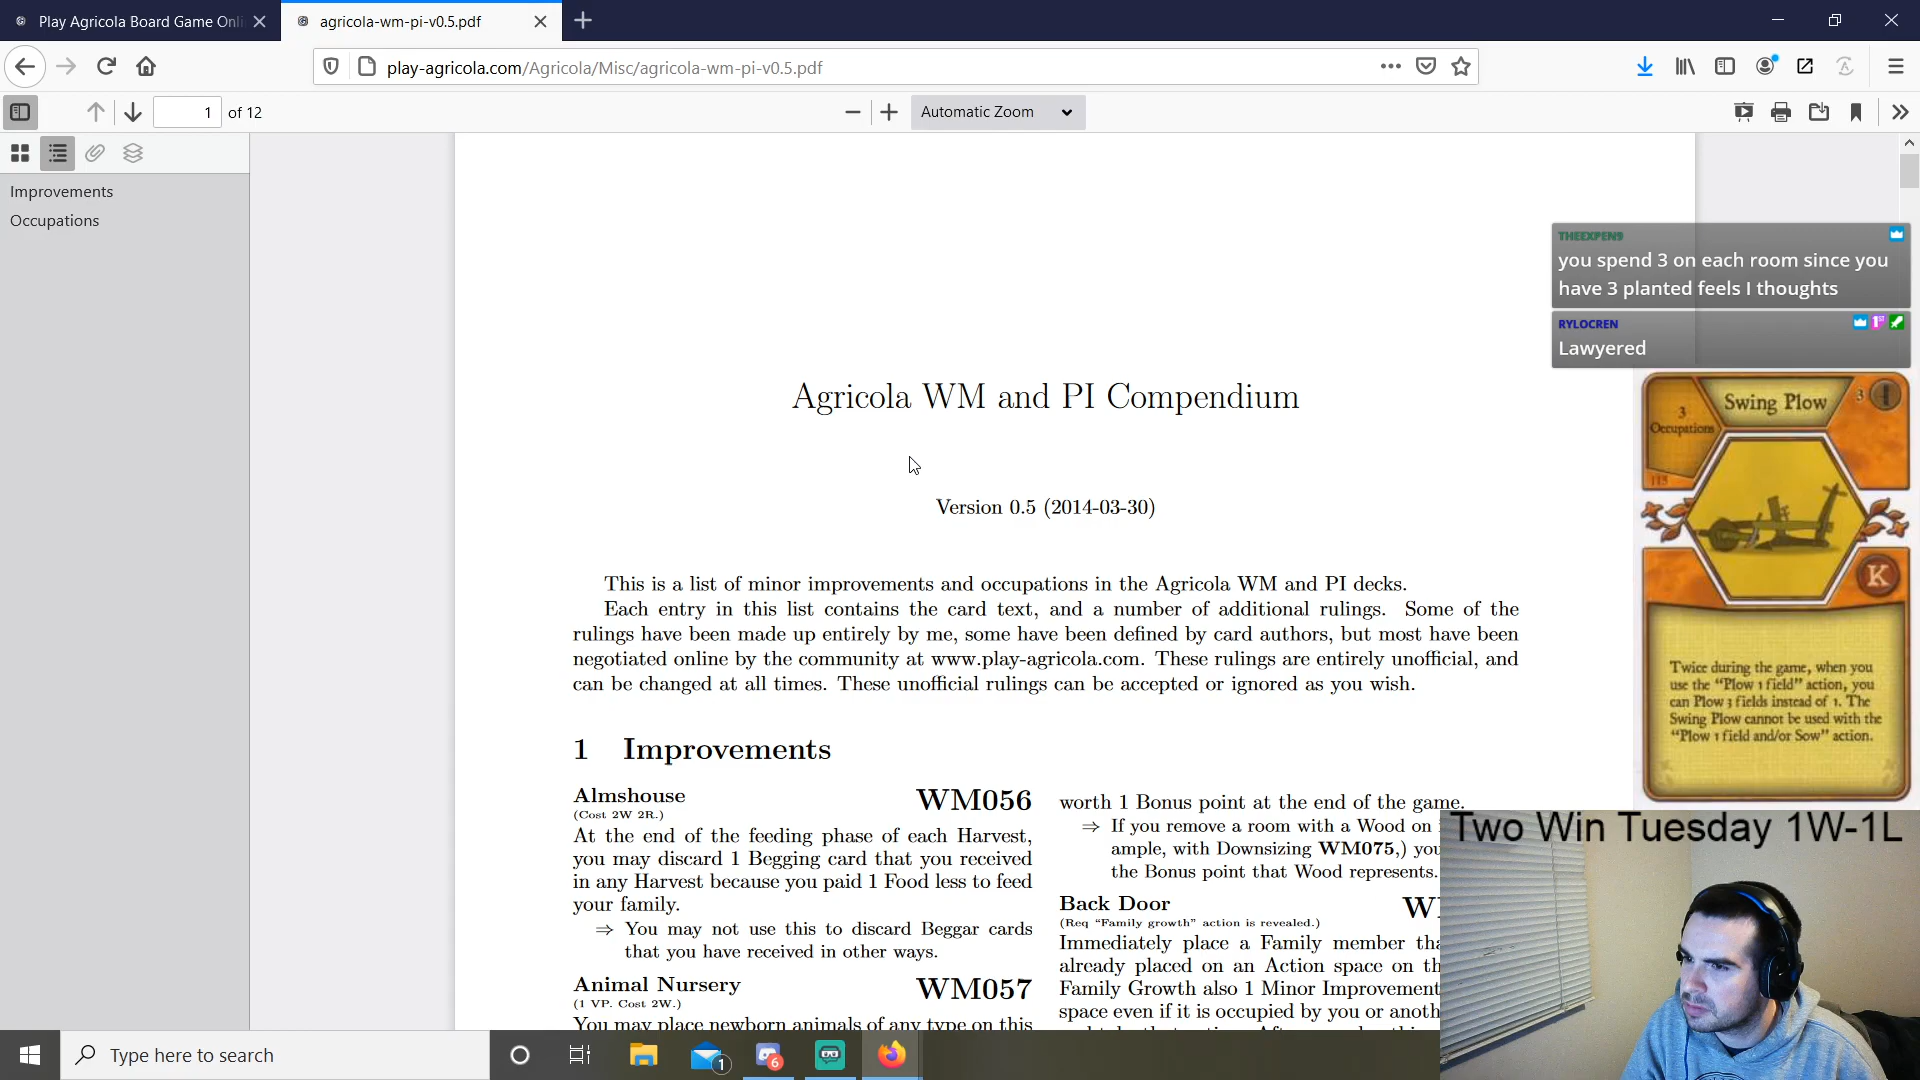 Play Agricola Board Game Onli
agricola-wm-pi-v0.5.pdf
play-agricola.com/Agricola/Misc/agricola-wm-pi-v0.5.pdf
1 of 12
Automatic Zoom
Improvements
Occupations
Agricola WM and PI Compendium
Version 0.5 (2014-03-30)
This is a list of minor improvements and occupations in the Agricola WM and PI decks.
Each entry in this list contains the card text, and a number of additional rulings. Some of the
rulings have been made up entirely by me, some have been defined by card authors, but most have been
negotiated online by the community at www.play-agricola.com. These rulings are entirely unofficial, and
can be changed at all times. These unofficial rulings can be accepted or ignored as you wish.
1 Improvements
Almshouse WM056
(Cost 2W 2R.)
At the end of the feeding phase of each Harvest,
you may discard 1 Begging card that you received
in any Harvest because you paid 1 Food less to feed
your family.
⇒ You may not use this to discard Beggar cards
that you have received in other ways.
Animal Nursery WM057
(1 VP. Cost 2W.)
You may place newborn animals of any type on this
worth 1 Bonus point at the end of the game.
⇒ If you remove a room with a Wood on
ample, with Downsizing WM075,) you
the Bonus point that Wood represents.
Back Door
(Req "Family growth" action is revealed.)
Immediately place a Family member tha
already placed on an Action space on th
Family Growth also 1 Minor Improvement
space even if it is occupied by you or anoth
THEEXPEN9
you spend 3 on each room since you
have 3 planted feels I thoughts
RYLOCREN
Lawyered
3
Occupations
Swing Plow
3
113
K
Twice during the game, when you
use the "Plow 1 field" action, you
can Plow 3 fields instead of 1. The
Swing Plow cannot be used with the
"Plow 1 field and/or Sow" action.
Two Win Tuesday 1W-1L
Type here to search
1
6